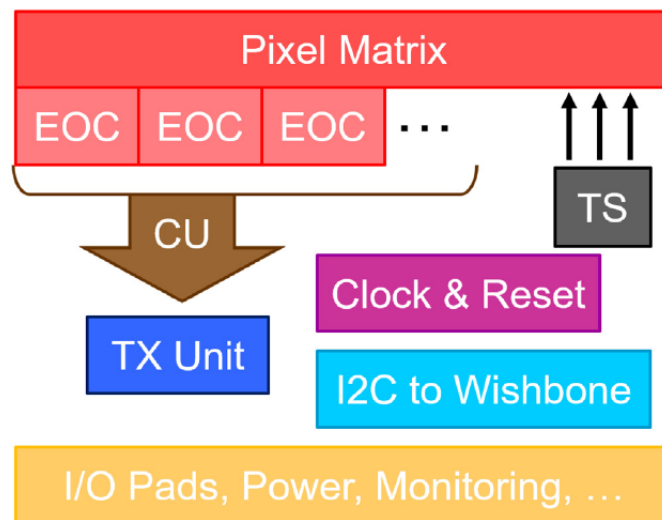 Pixel Matrix
EOC EOC EOC ...
TS
CU
Clock & Reset
TX Unit
I2C to Wishbone
I/O Pads, Power, Monitoring, ...